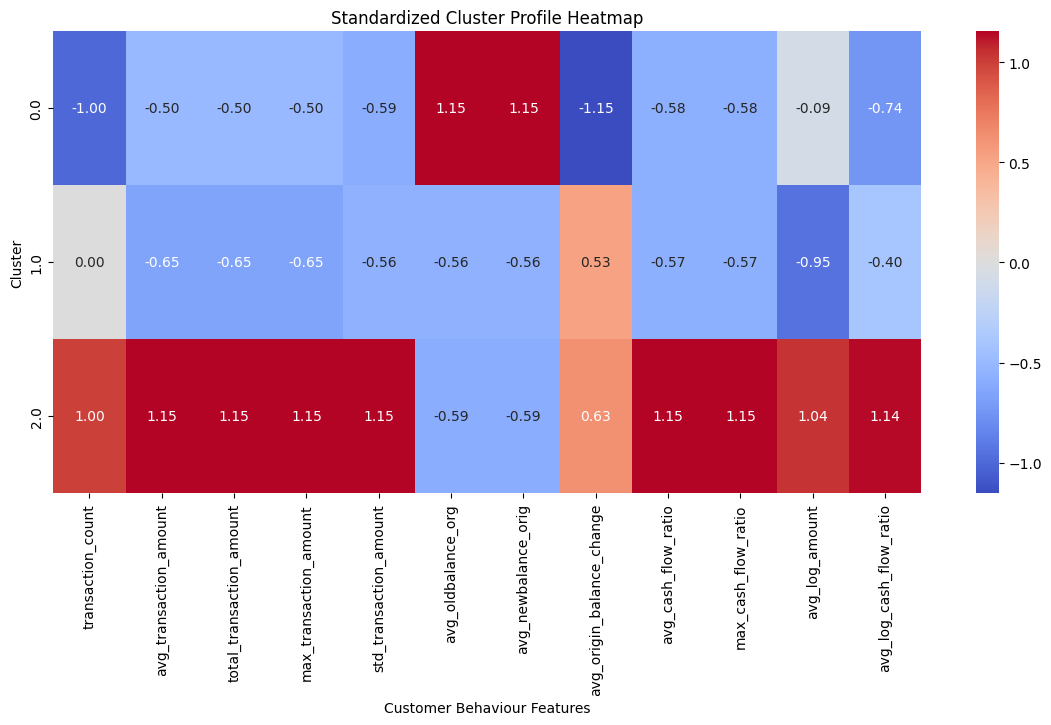 Standardized Cluster Profile Heatmap
Cluster
0.0
-1.00 -0.50 -0.50 -0.50 -0.59 1.15 1.15 -1.15 -0.58 -0.58 -0.09 -0.74
1.0
0.00 -0.65 -0.65 -0.65 -0.56 -0.56 -0.56 0.53 -0.57 -0.57 -0.95 -0.40
2.0
1.00 1.15 1.15 1.15 1.15 -0.59 -0.59 0.63 1.15 1.15 1.04 1.14
transaction_count
avg_transaction_amount
total_transaction_amount
max_transaction_amount
std_transaction_amount
avg_oldbalance_org
avg_newbalance_orig
avg_origin_balance_change
avg_cash_flow_ratio
max_cash_flow_ratio
avg_log_amount
avg_log_cash_flow_ratio
Customer Behaviour Features
1.0
0.5
0.0
−0.5
−1.0